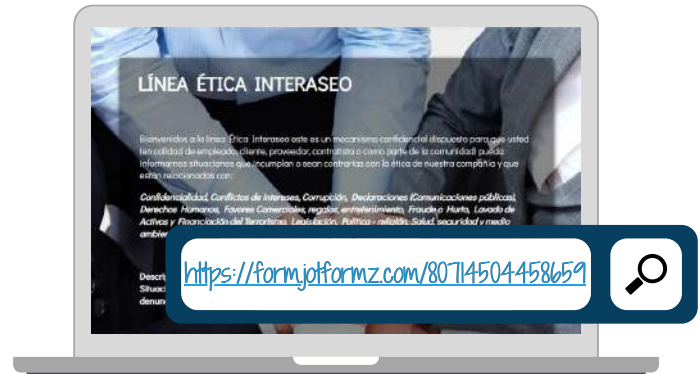 LÍNEA ÉTICA INTERASEO
Bienvenidos a la línea Ética Interaseo este es un mecanismo confidencial dispuesto para que usted
(en calidad de empleado, cliente, proveedor, contratista o como parte de la comunidad) pueda
informarnos situaciones que incumplan o sean contrarias con la ética de nuestra compañía y que
están relacionadas con:
Confidencialidad, Conflictos de Intereses, Corrupción, Declaraciones (Comunicaciones públicas),
Derechos Humanos, Favores Comerciales, regalos, entretenimiento, Fraude o Hurto, Lavado de
Activos y Financiación del Terrorismo, Legislación, Política - religión, Salud, seguridad y medio
https://form.jotformz.com/80714504458659